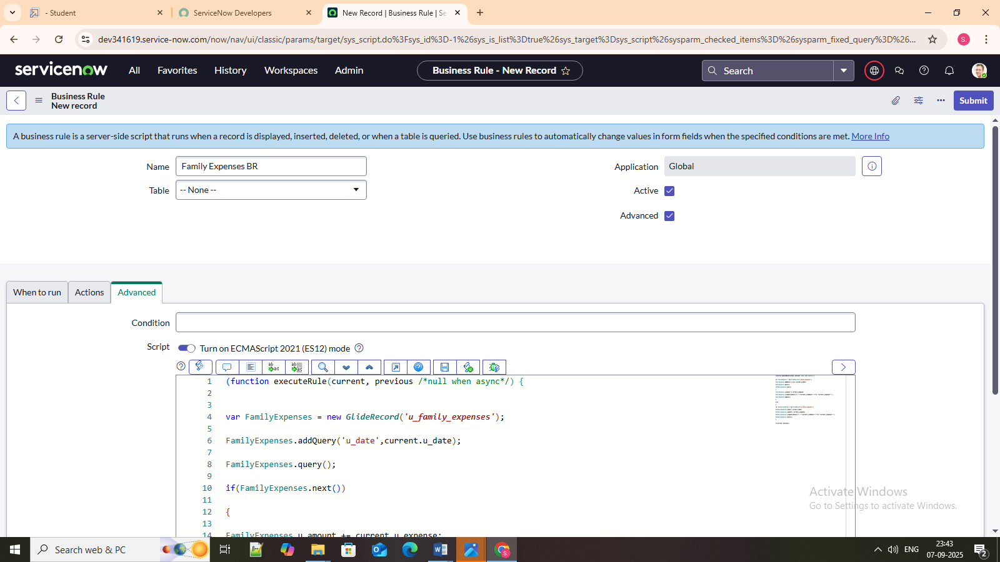 - Student
ServiceNow Developers
New Record | Business Rule | Se
dev341619.service-now.com/now/nav/ui/classic/params/target/sys_script.do%3Fsys_id%3D-1%26sys_is_list%3Dtrue%26sys_target%3Dsys_script%26sysparm_checked_items%3D%26sysparm_fixed_query%3D%26...
S.
servicenow
All
Favorites
History
Workspaces
Admin
Business Rule - New Record
Search
Business Rule
New record
Submit
A business rule is a server-side script that runs when a record is displayed, inserted, deleted, or when a table is queried. Use business rules to automatically change values in form fields when the specified conditions are met. More Info
Name
Family Expenses BR
Application
Global
Table
-- None --
Active
Advanced
When to run
Actions
Advanced
Condition
Script
Turn on ECMAScript 2021 (ES12) mode
1 (function executeRule(current, previous /*null when async*/) {
2
3
4 var FamilyExpenses = new GlideRecord('u_family_expenses');
5
6 FamilyExpenses.addQuery('u_date',current.u_date);
7
8 FamilyExpenses.query();
9
10 if(FamilyExpenses.next())
11
12 {
13
14 FamilyExpenses.u_amount += current.u_expense;
Activate Windows
Go to Settings to activate Windows.
Search web & PC
ENG
23:43
07-09-2025
2